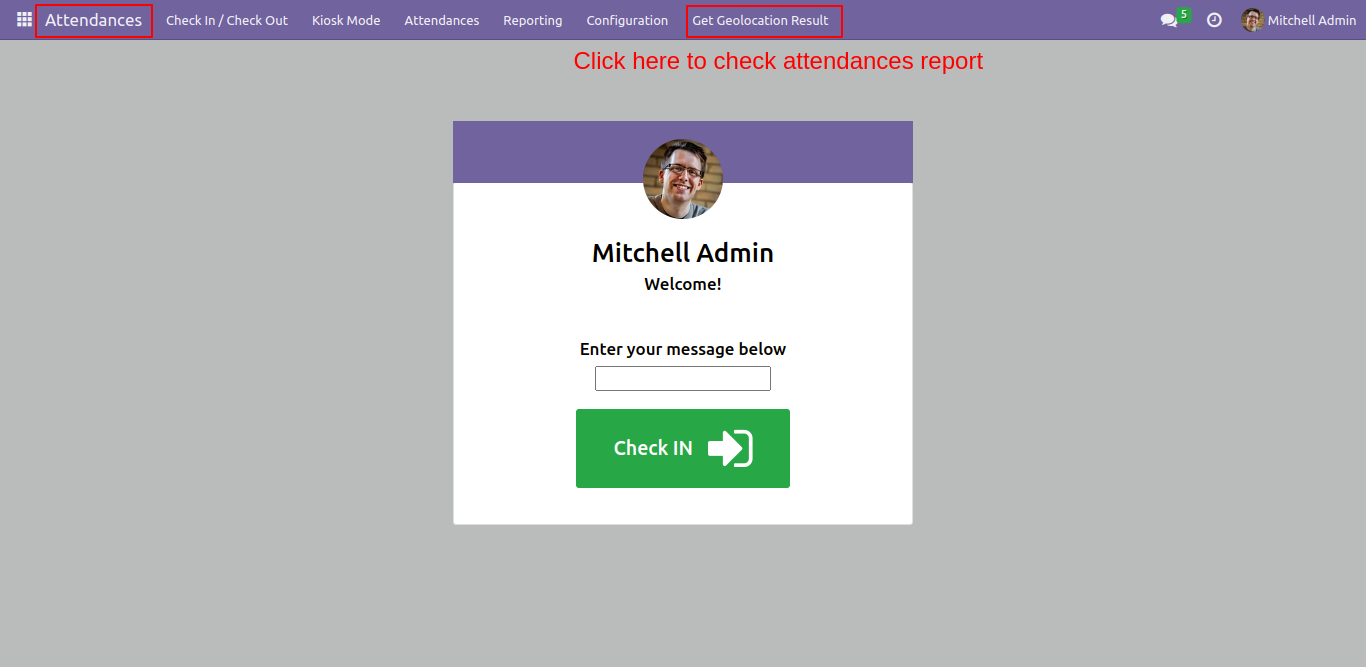 Attendances Check In / Check Out Kiosk Mode Attendances Reporting Configuration Get Geolocation Result 5 Mitchell Admin
Click here to check attendances report
Mitchell Admin
Welcome!
Enter your message below
Check IN